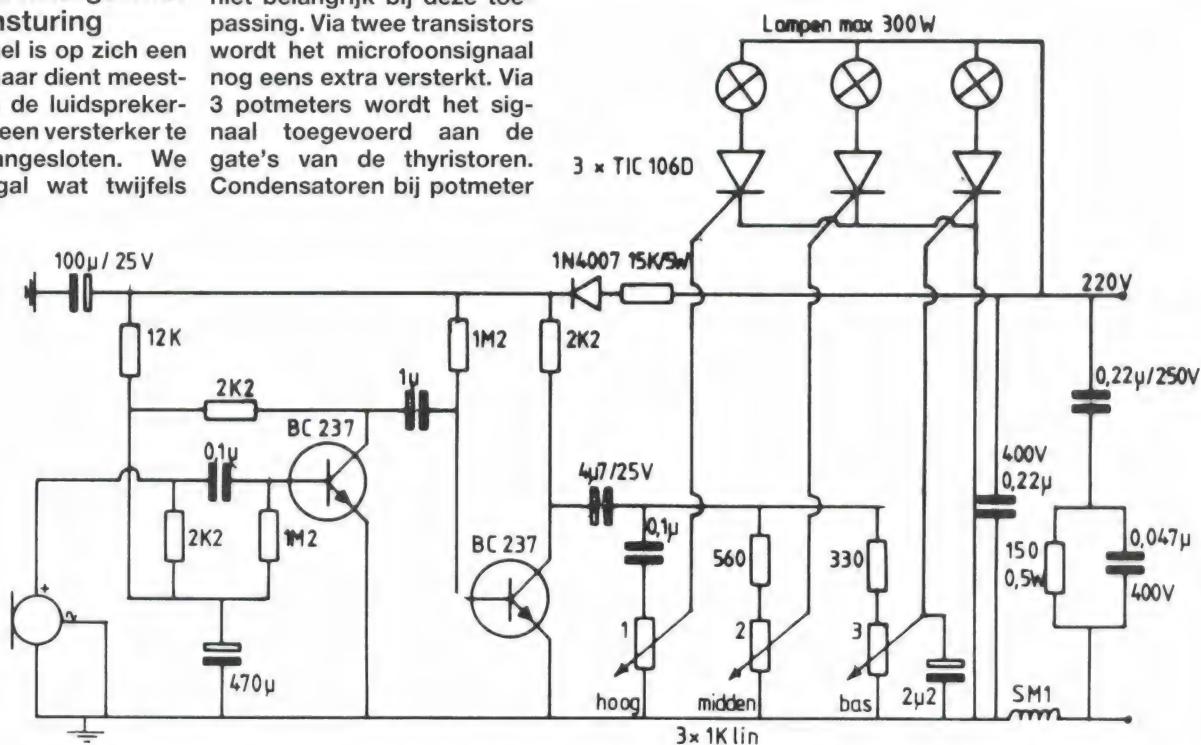 nsturing
nel is op zich een
aar dient meest-
de luidspreker-
een versterker te
angesloten. We
gal wat twijfels
niet belangrijk bij deze toe-
passing. Via twee transistors
wordt het microfoonsignaal
nog eens extra versterkt. Via
3 potmeters wordt het sig-
naal toegevoerd aan de
gate's van de thyristoren.
Condensatoren bij potmeter
Lampen max 300W
3 x TIC 106D
100µ/25V
1N4007 15K/5W
220V
12K
1M2
2K2
2K2
1µ
0,22µ/250V
BC 237
0,1µ
4µ7/25V
400V
0,22µ
2K2
1M2
BC 237
0,1µ
560
330
150
0,5W
0,047µ
400V
+
~
1
2
3
470µ
hoog
midden
bas
2µ2
SM1
3x 1K lin